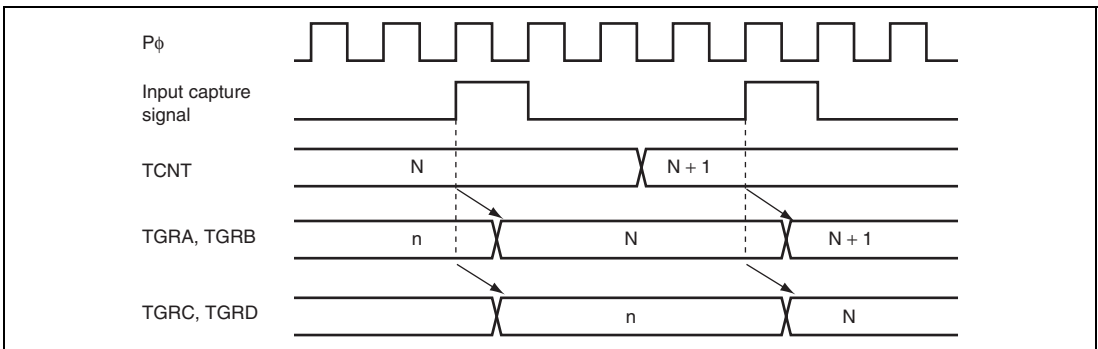 Pϕ
Input capture
signal
TCNT
N
N + 1
TGRA, TGRB
n
N
N + 1
TGRC, TGRD
n
N